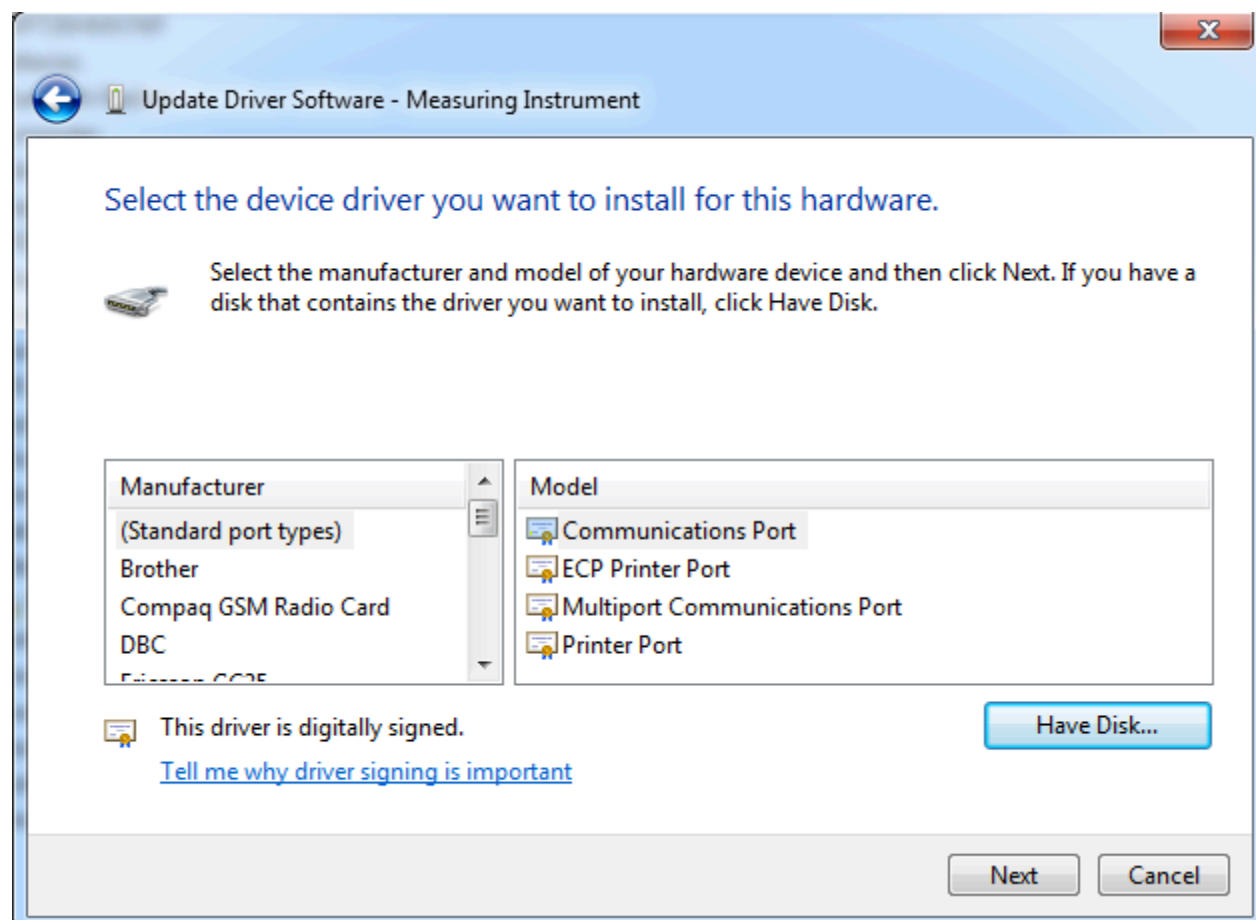 Update Driver Software - Measuring Instrument
Select the device driver you want to install for this hardware.
Select the manufacturer and model of your hardware device and then click Next. If you have a
disk that contains the driver you want to install, click Have Disk.
Manufacturer
(Standard port types)
Brother
Compaq GSM Radio Card
DBC
Model
Communications Port
ECP Printer Port
Multiport Communications Port
Printer Port
This driver is digitally signed.
Have Disk...
Tell me why driver signing is important
Next
Cancel